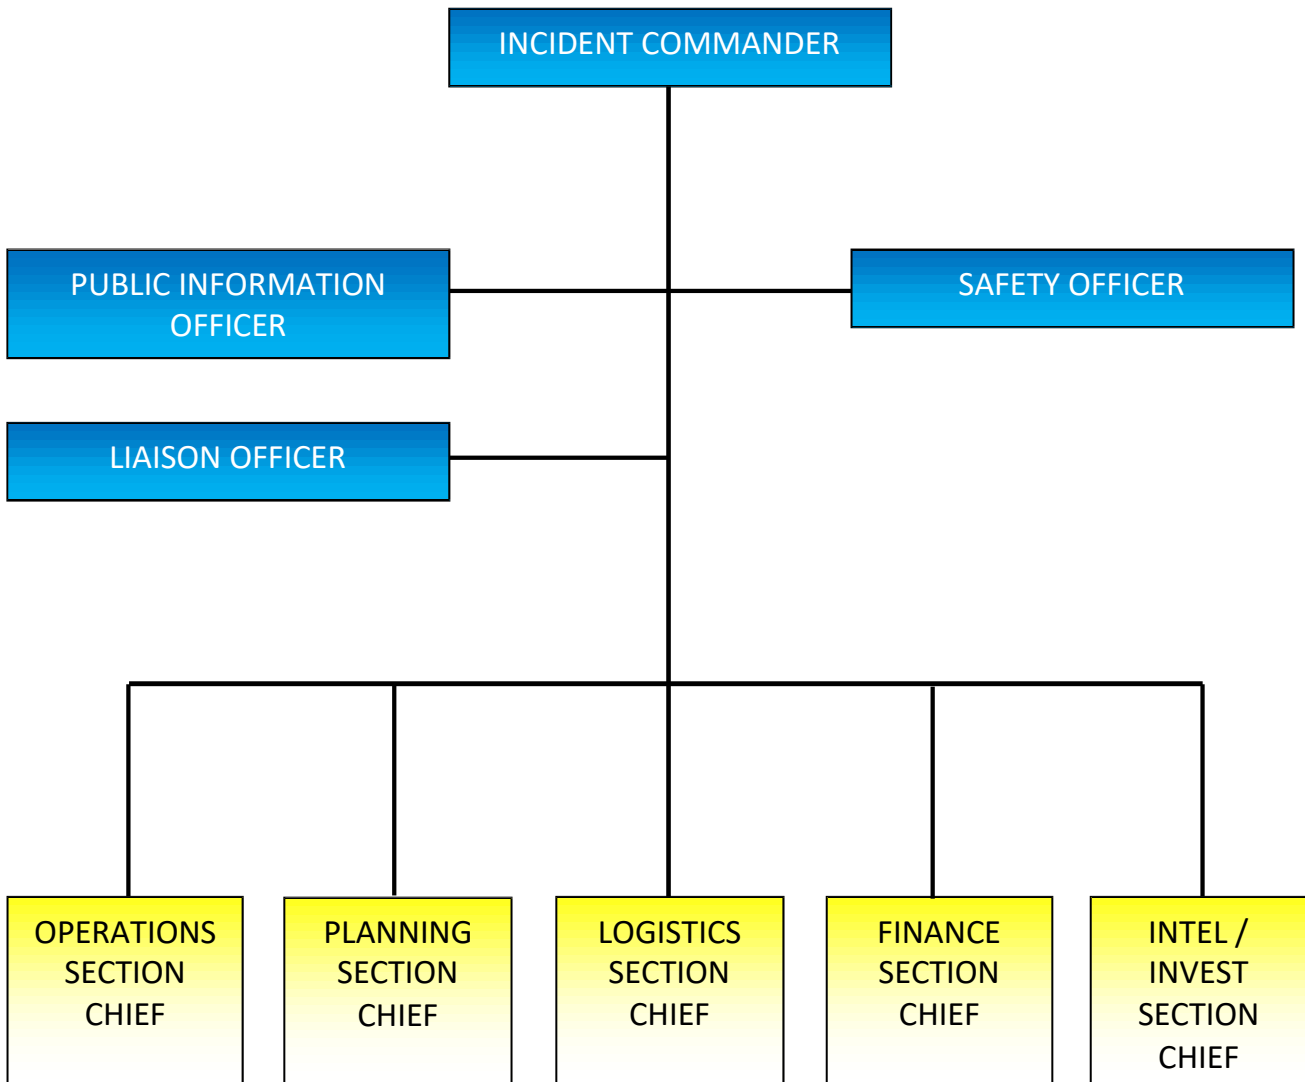 INCIDENT COMMANDER
PUBLIC INFORMATION
OFFICER
SAFETY OFFICER
LIAISON OFFICER
OPERATIONS
SECTION
CHIEF
PLANNING
SECTION
CHIEF
LOGISTICS
SECTION
CHIEF
FINANCE
SECTION
CHIEF
INTEL /
INVEST
SECTION
CHIEF